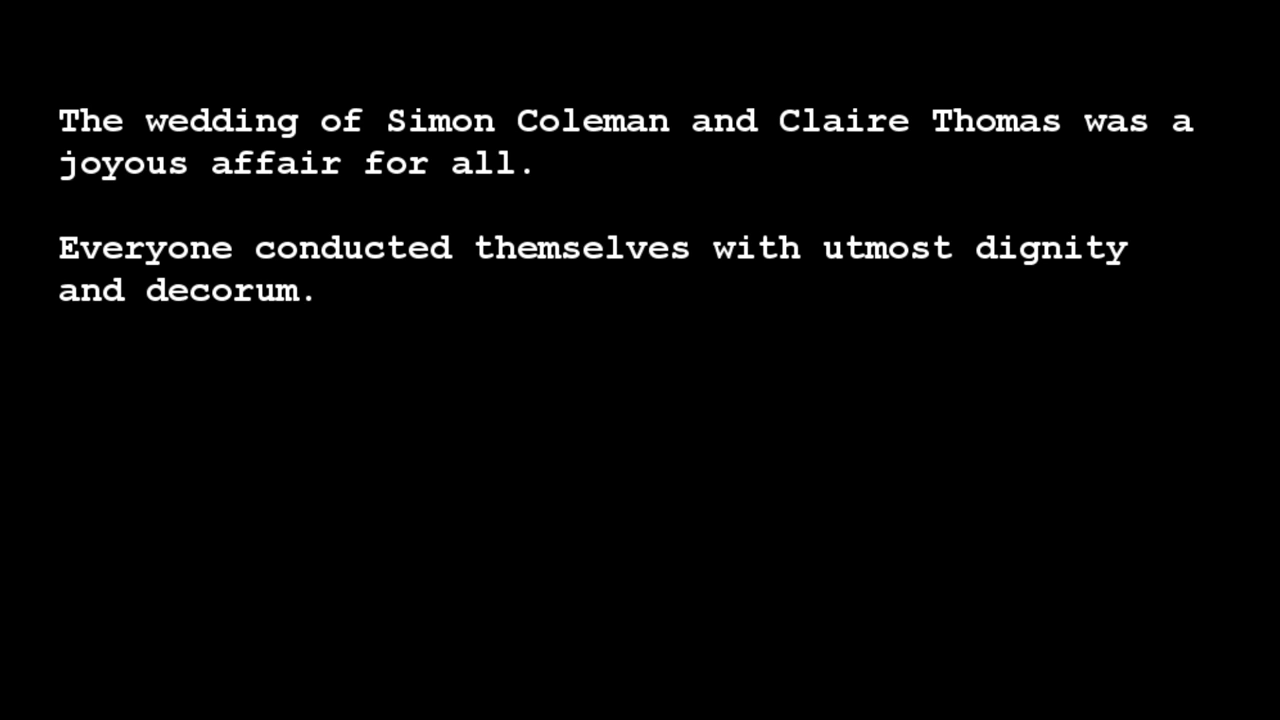 The wedding of Simon Coleman and Claire Thomas was a
joyous affair for all.
Everyone conducted themselves with utmost dignity
and decorum.